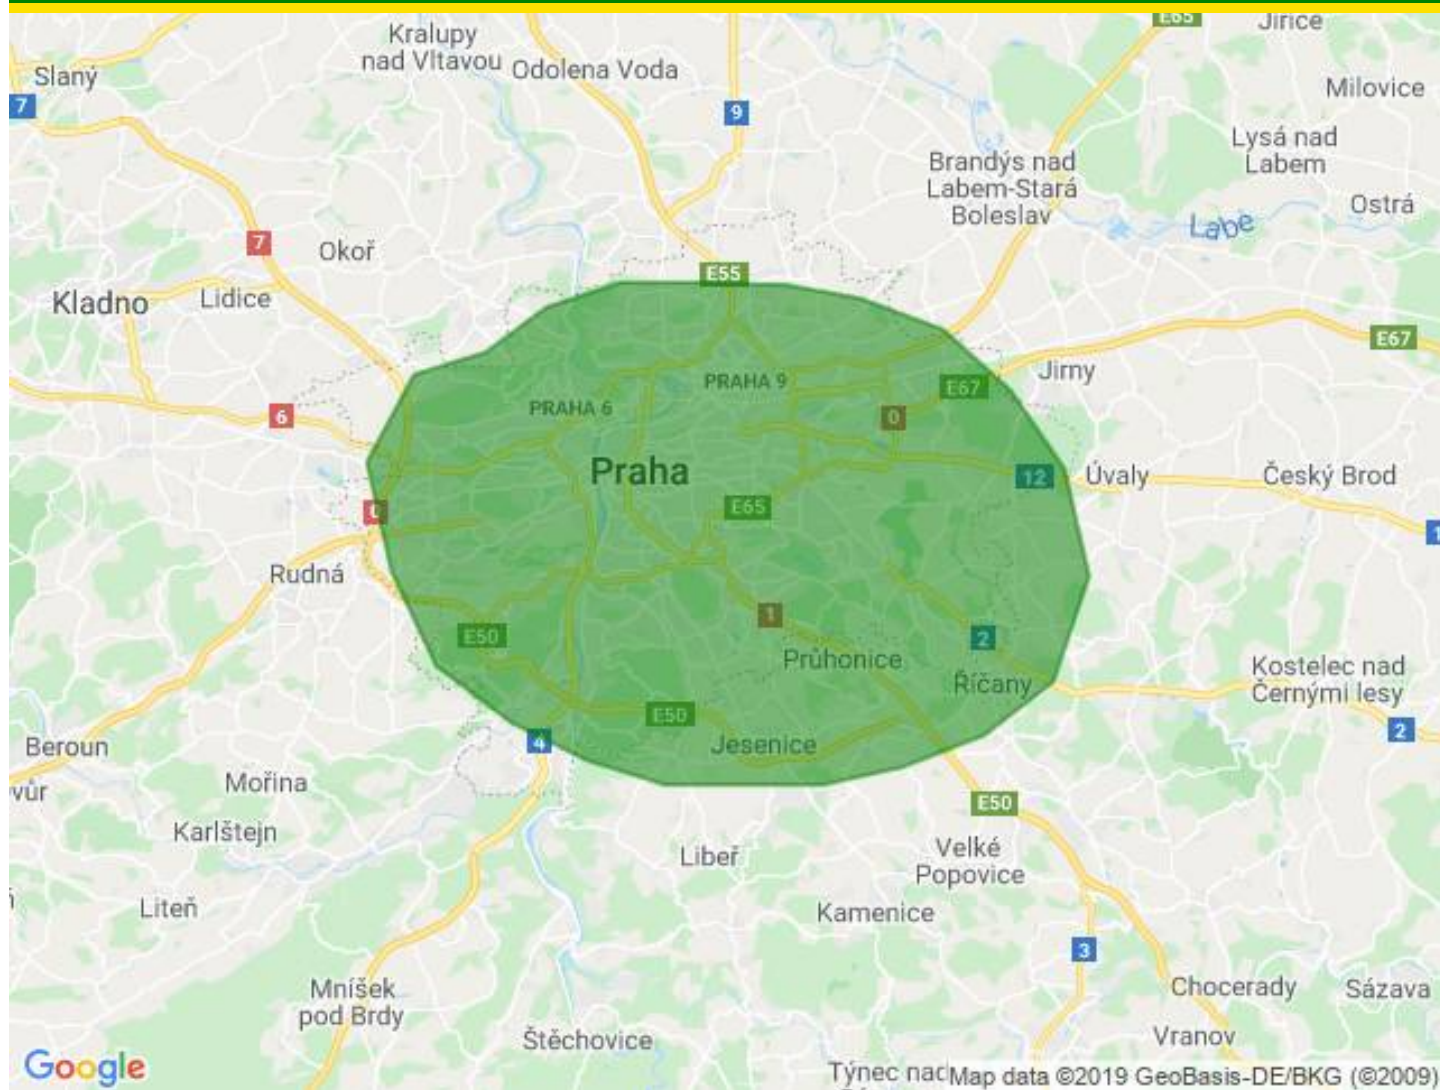 E65
Jiřice
Kralupy
nad Vltavou
Odolena Voda
Slaný
Milovice
7
9
Lysá nad
Labem
Brandýs nad
Labem-Stará
Boleslav
Ostrá
Labe
7
Okoř
E55
Kladno
Lidice
E67
Jirny
PRAHA 9
E67
6
PRAHA 6
0
Praha
12
Úvaly
Český Brod
E65
Rudná
1
2
E50
Průhonice
Říčany
Kostelec nad
Černými lesy
E50
2
4
Jesenice
Beroun
Mořina
vůr
E50
Karlštejn
Libeř
Velké
Popovice
Liteň
Kamenice
3
Mníšek
pod Brdy
Chocerady
Sázava
Štěchovice
Vranov
Google
Týnec nad
Map data ©2019 GeoBasis-DE/BKG (©2009)